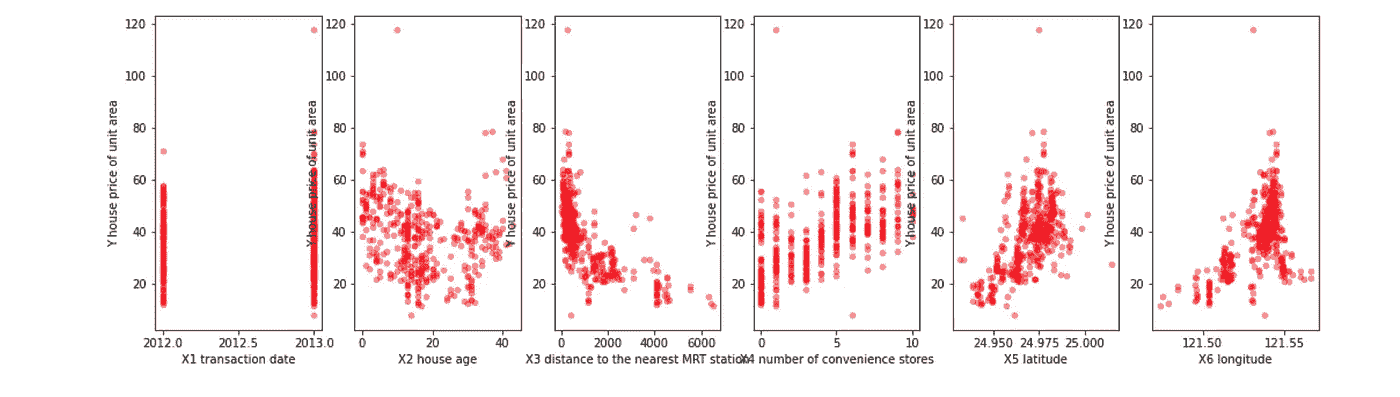 120 120 120 120 120 120
100 100 100 100 100 100
80 80 80 80 80 80
60 60 60 60 60 60
40 40 40 40 40 40
20 20 20 20 20 20
Y house price of unit area
Y house price of unit area
Y house price of unit area
Y house price of unit area
Y house price of unit area
Y house price of unit area
2012.0 2012.5 2013.0 0 20 40 0 2000 4000 6000 0 5 10 24.950 24.975 25.000 121.50 121.55
X1 transaction date X2 house age X3 distance to the nearest MRT station X4 number of convenience stores X5 latitude X6 longitude